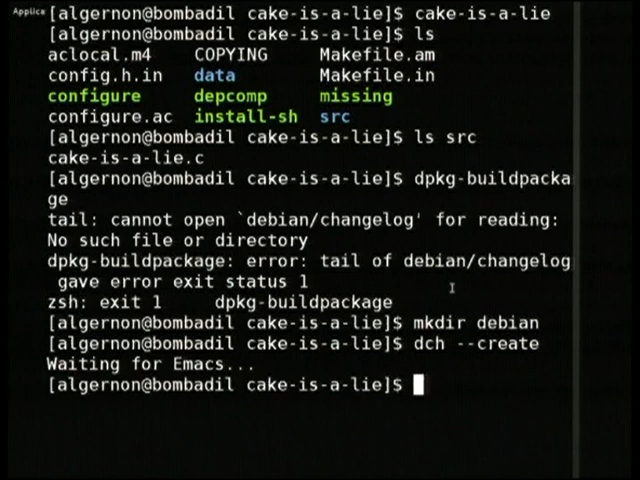 Applica
[algernon@bombadil cake-is-a-lie]$ cake-is-a-lie
[algernon@bombadil cake-is-a-lie]$ ls
aclocal.m4 COPYING Makefile.am
config.h.in data Makefile.in
configure depcomp missing
configure.ac install-sh src
[algernon@bombadil cake-is-a-lie]$ ls src
cake-is-a-lie.c
[algernon@bombadil cake-is-a-lie]$ dpkg-buildpacka
ge
tail: cannot open `debian/changelog' for reading:
No such file or directory
dpkg-buildpackage: error: tail of debian/changelog
gave error exit status 1
zsh: exit 1 dpkg-buildpackage
[algernon@bombadil cake-is-a-lie]$ mkdir debian
[algernon@bombadil cake-is-a-lie]$ dch --create
Waiting for Emacs...
[algernon@bombadil cake-is-a-lie]$